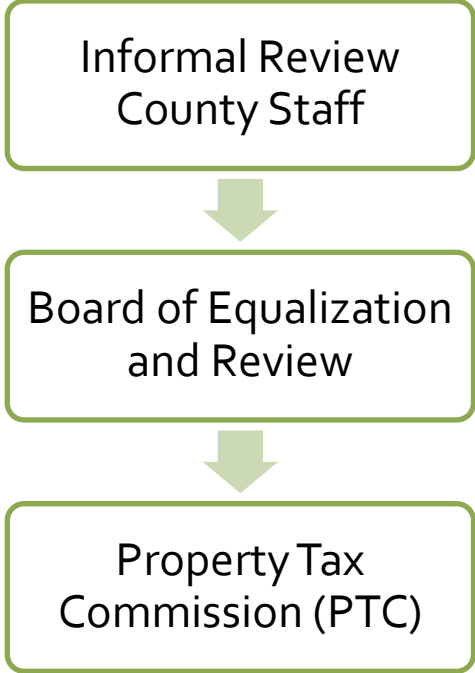 Informal Review
County Staff
Board of Equalization
and Review
Property Tax
Commission (PTC)